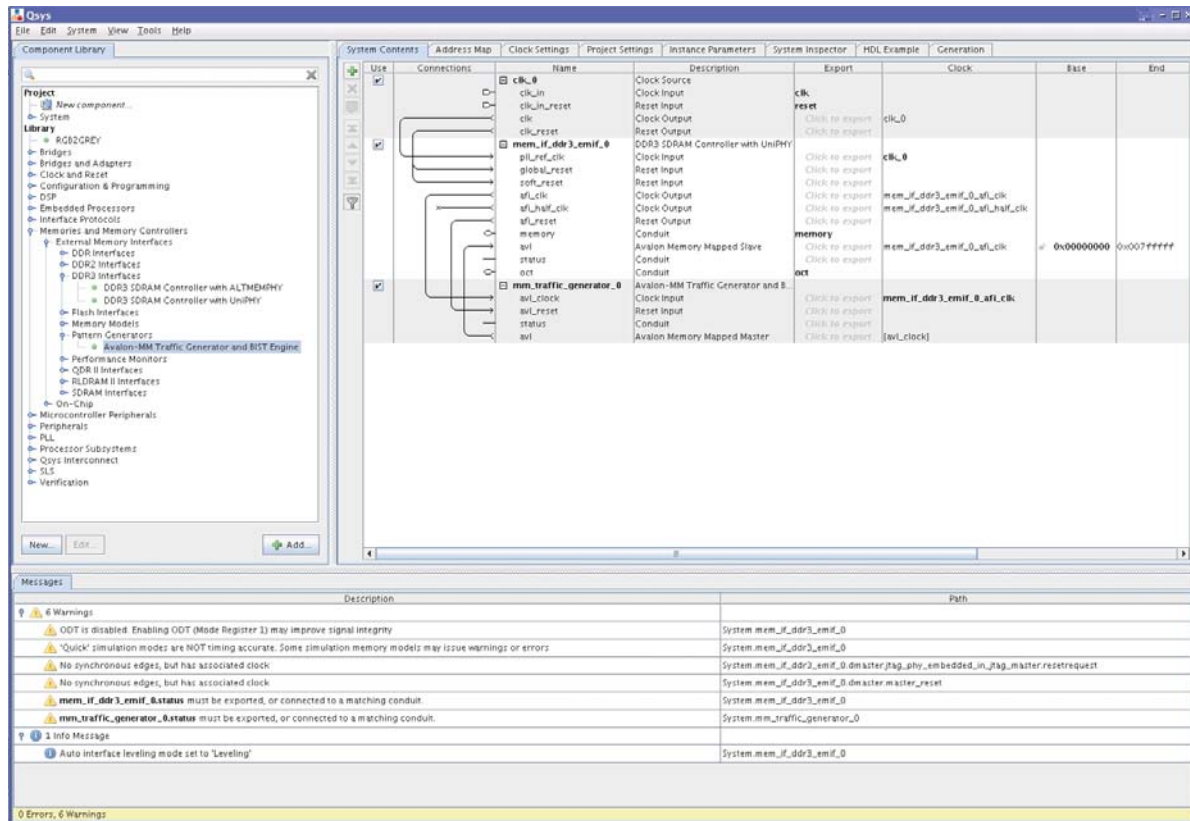 Qsys
File Edit System View Tools Help
Component Library
Project
New component...
System
Library
RGB2GREY
Bridges
Bridges and Adapters
Clock and Reset
Configuration & Programming
DSP
Embedded Processors
Interface Protocols
Memories and Memory Controllers
External Memory Interfaces
DDR Interfaces
DDR2 Interfaces
DDR3 Interfaces
DDR3 SDRAM Controller with ALTMEMPHY
DDR3 SDRAM Controller with UniPHY
Flash Interfaces
Memory Models
Pattern Generators
Avalon-MM Traffic Generator and BIST Engine
Performance Monitors
QDR II Interfaces
RLDRAM II Interfaces
SDRAM Interfaces
On-Chip
Microcontroller Peripherals
Peripherals
PLL
Processor Subsystems
Qsys Interconnect
SLS
Verification
New... Edit... Add...
System Contents Address Map Clock Settings Project Settings Instance Parameters System Inspector HDL Example Generation
Use Connections Name Description Export Clock Base End
clk_0 Clock Source
clk_in Clock Input clk
clk_in_reset Reset Input reset
clk Clock Output Click to export clk_0
clk_reset Reset Output Click to export
mem_if_ddr3_emif_0 DDR3 SDRAM Controller with UniPHY
pll_ref_clk Clock Input Click to export clk_0
global_reset Reset Input Click to export
soft_reset Reset Input Click to export
afi_clk Clock Output Click to export mem_if_ddr3_emif_0_afi_clk
afi_half_clk Clock Output Click to export mem_if_ddr3_emif_0_afi_half_clk
afi_reset Reset Output Click to export
memory Conduit memory
avl Avalon Memory Mapped Slave Click to export mem_if_ddr3_emif_0_afi_clk 0x00000000 0x007fffff
status Conduit Click to export
oct Conduit oct
mm_traffic_generator_0 Avalon-MM Traffic Generator and B...
avl_clock Clock Input Click to export mem_if_ddr3_emif_0_afi_clk
avl_reset Reset Input Click to export
status Conduit Click to export
avl Avalon Memory Mapped Master Click to export [avl_clock]
Messages
Description Path
6 Warnings
ODT is disabled. Enabling ODT (Mode Register 1) may improve signal integrity System.mem_if_ddr3_emif_0
'Quick' simulation modes are NOT timing accurate. Some simulation memory models may issue warnings or errors System.mem_if_ddr3_emif_0
No synchronous edges, but has associated clock System.mem_if_ddr3_emif_0.dmaster.jtag_phy_embedded_in_jtag_master.resetrequest
No synchronous edges, but has associated clock System.mem_if_ddr3_emif_0.dmaster.master_reset
mem_if_ddr3_emif_0.status must be exported, or connected to a matching conduit. System.mem_if_ddr3_emif_0
mm_traffic_generator_0.status must be exported, or connected to a matching conduit. System.mm_traffic_generator_0
1 Info Message
Auto interface leveling mode set to 'Leveling' System.mem_if_ddr3_emif_0
0 Errors, 6 Warnings